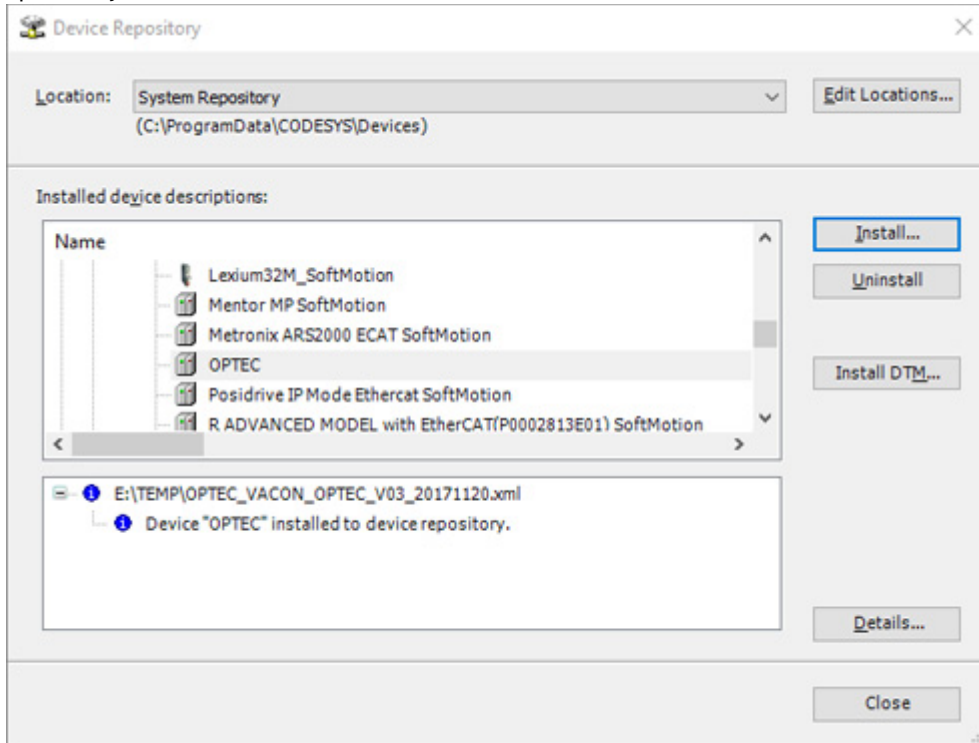 Device Repository
Location: System Repository Edit Locations...
(C:\ProgramData\CODESYS\Devices)
Installed device descriptions:
Name
Install...
Lexium32M_SoftMotion
Uninstall
Mentor MP SoftMotion
Metronix ARS2000 ECAT SoftMotion
OPTEC
Install DTM...
Posidrive IP Mode Ethercat SoftMotion
R ADVANCED MODEL with EtherCAT(P0002813E01) SoftMotion
E:\TEMP\OPTEC_VACON_OPTEC_V03_20171120.xml
Device "OPTEC" installed to device repository.
Details...
Close